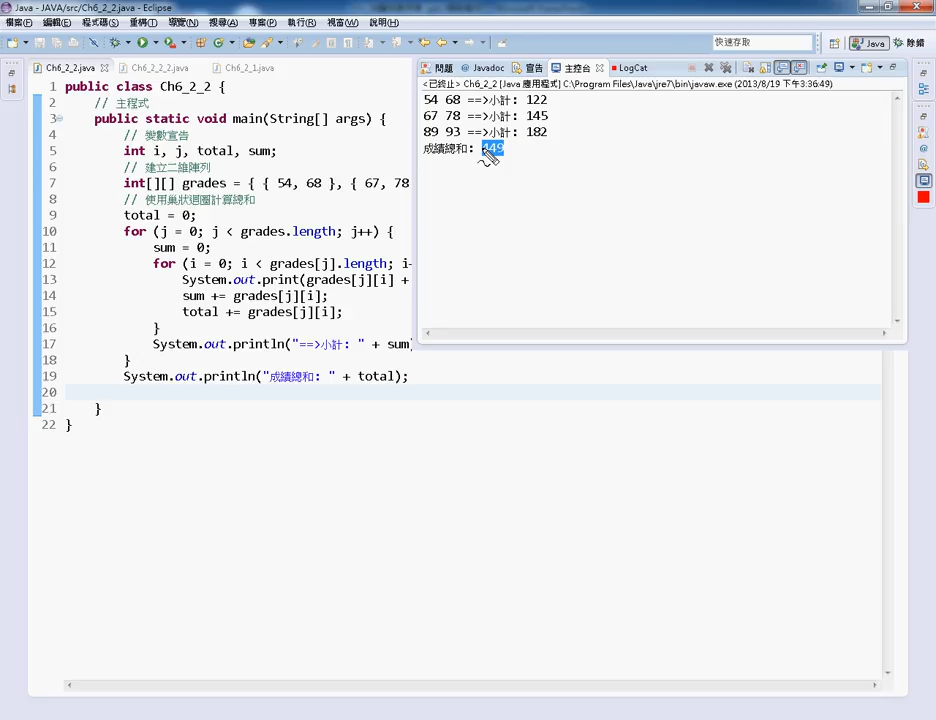 Java - JAVA/src/Ch6_2_2.java - Eclipse
檔案(F) 編輯(E) 程式碼(S) 重構(T) 導覽(N) 搜尋(A) 專案(P) 執行(R) 視窗(W) 說明(H)
快速存取
Java
除錯
Ch6_2_2.java
Ch6_2_2.java
Ch6_2_1.java
1 public class Ch6_2_2 {
2 // 主程式
3 public static void main(String[] args) {
4 // 變數宣告
5 int i, j, total, sum;
6 // 建立二維陣列
7 int[][] grades = { { 54, 68 }, { 67, 78
8 // 使用巢狀迴圈計算總和
9 total = 0;
10 for (j = 0; j < grades.length; j++) {
11 sum = 0;
12 for (i = 0; i < grades[j].length; i
13 System.out.print(grades[j][i] +
14 sum += grades[j][i];
15 total += grades[j][i];
16 }
17 System.out.println("==>小計: " + sum)
18 }
19 System.out.println("成績總和: " + total);
20
21 }
22 }
問題 @ Javadoc 宣告 主控台 LogCat
<已終止> Ch6_2_2 [Java 應用程式] C:\Program Files\Java\jre7\bin\javaw.exe (2013/8/19 下午3:36:49)
54 68 ==>小計: 122
67 78 ==>小計: 145
89 93 ==>小計: 182
成績總和: 449